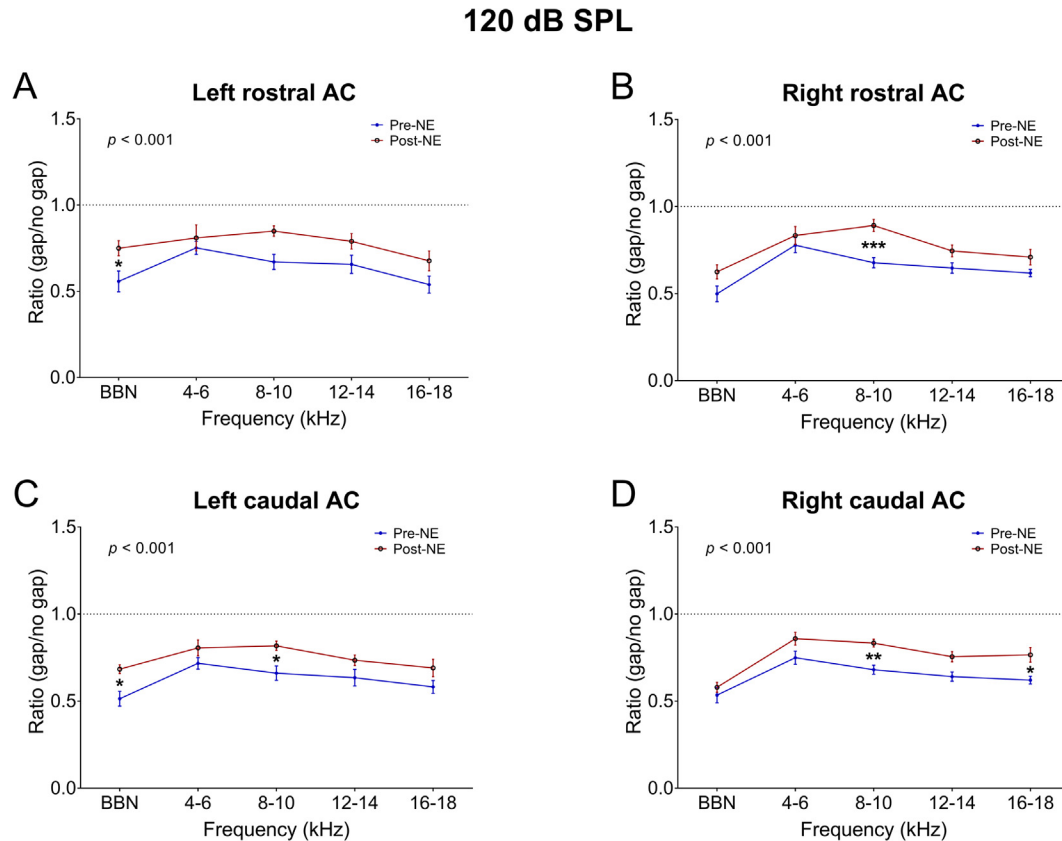 120 dB SPL
A
Left rostral AC
1.5
1.0
0.5
0.0
Ratio (gap/no gap)
p < 0.001
Pre-NE
Post-NE
*
BBN 4-6 8-10 12-14 16-18
Frequency (kHz)
B
Right rostral AC
1.5
1.0
0.5
0.0
Ratio (gap/no gap)
p < 0.001
Pre-NE
Post-NE
***
BBN 4-6 8-10 12-14 16-18
Frequency (kHz)
C
Left caudal AC
1.5
1.0
0.5
0.0
Ratio (gap/no gap)
p < 0.001
Pre-NE
Post-NE
*
*
BBN 4-6 8-10 12-14 16-18
Frequency (kHz)
D
Right caudal AC
1.5
1.0
0.5
0.0
Ratio (gap/no gap)
p < 0.001
Pre-NE
Post-NE
**
*
BBN 4-6 8-10 12-14 16-18
Frequency (kHz)